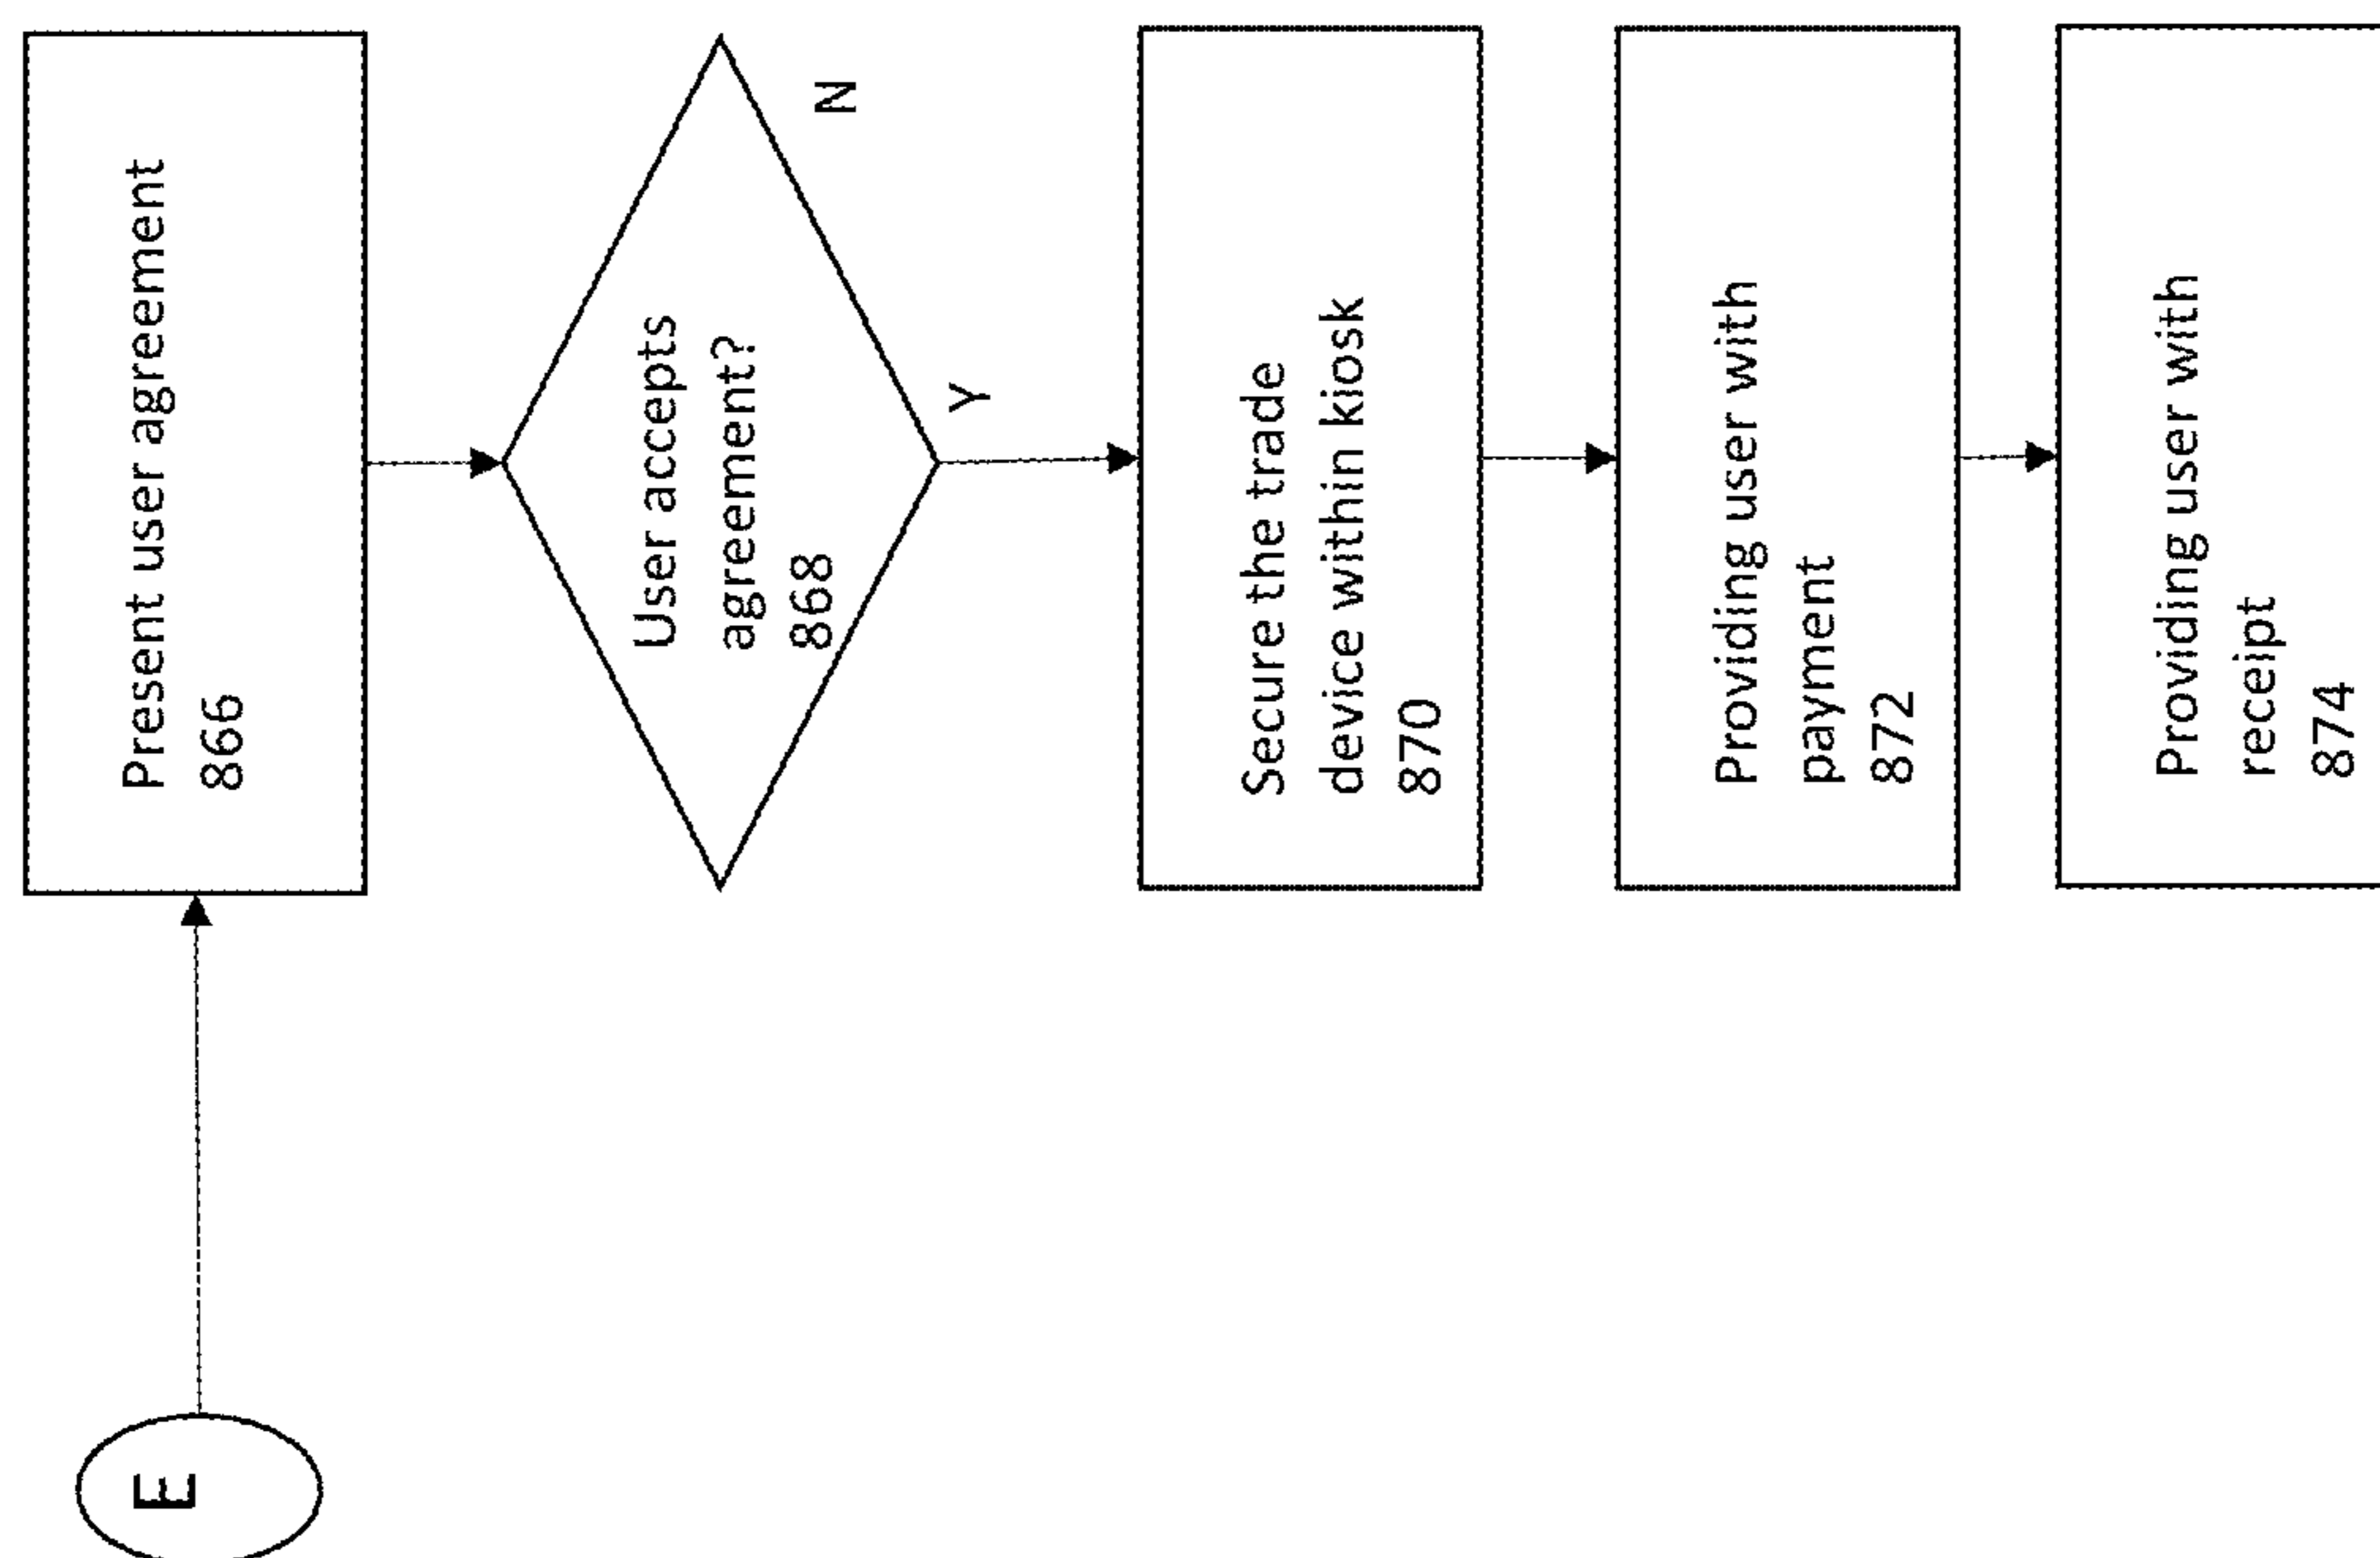 E
Present user agreement
866
User accepts
agreement?
868
N
Y
Secure the trade
device within kiosk
870
Providing user with
payment
872
Providing user with
receipt
874